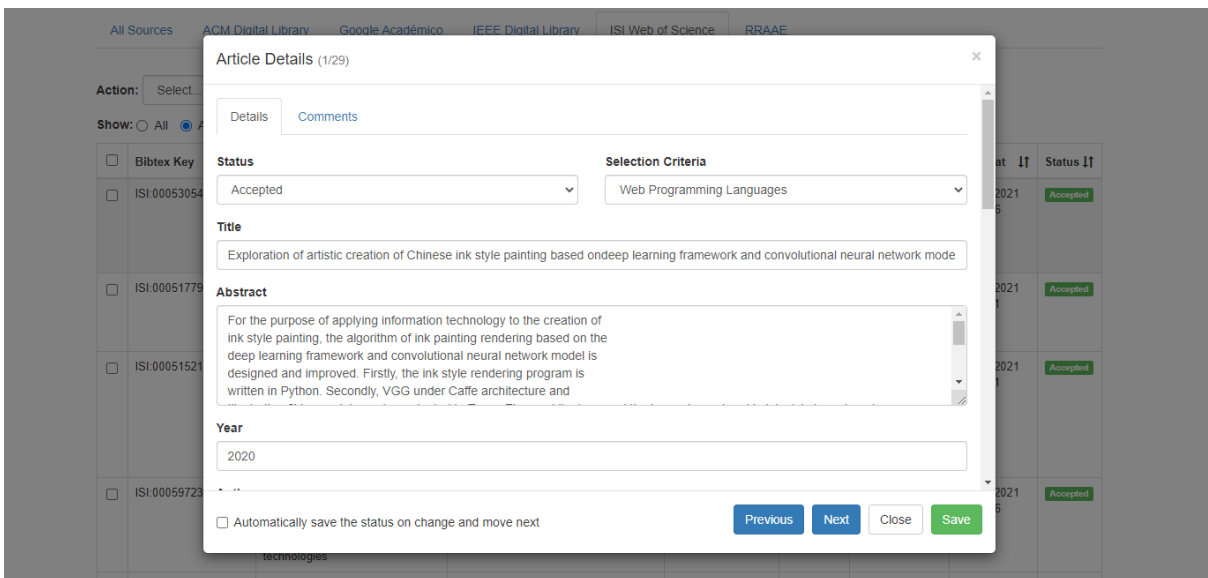 All Sources ACM Digital Library Google Académico IEEE Digital Library ISI Web of Science RRAAE
Article Details (1/29) ×
Action: Select...
Details Comments
Show: All A
Bibtex Key at Status
Status Selection Criteria
Accepted Web Programming Languages
ISI:00053054 2021 Accepted
Title
Exploration of artistic creation of Chinese ink style painting based ondeep learning framework and convolutional neural network mode
ISI:00051779 2021 Accepted
Abstract
For the purpose of applying information technology to the creation of
ink style painting, the algorithm of ink painting rendering based on the
deep learning framework and convolutional neural network model is
designed and improved. Firstly, the ink style rendering program is
ISI:00051521 2021 Accepted
written in Python. Secondly, VGG under Caffe architecture and
Year
2020
ISI:00059723 2021 Accepted
Automatically save the status on change and move next
Previous Next Close Save
technologies